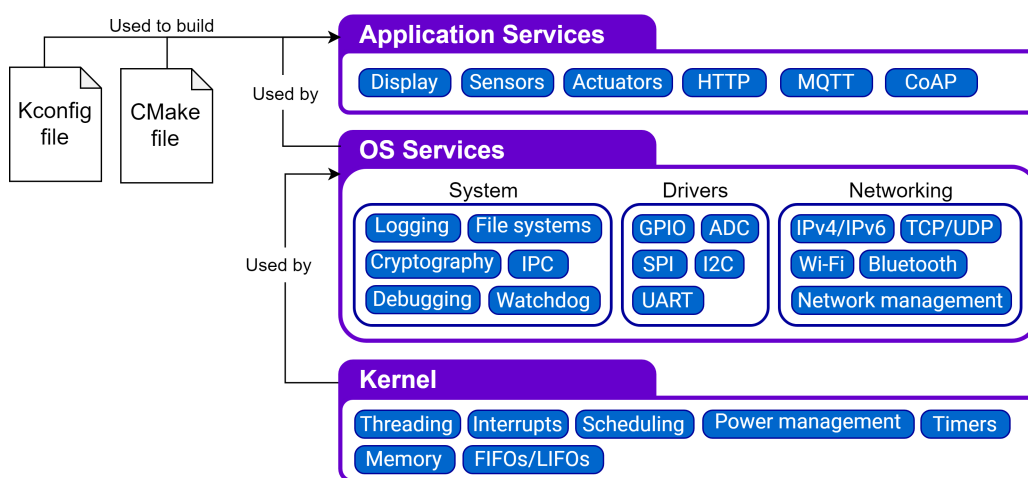 Used to build
Kconfig
file
CMake
file
Used by
Application Services
Display Sensors Actuators HTTP MQTT CoAP
OS Services
System Drivers Networking
Logging File systems GPIO ADC IPv4/IPv6 TCP/UDP
Cryptography IPC SPI I2C Wi-Fi Bluetooth
Debugging Watchdog UART Network management
Used by
Kernel
Threading Interrupts Scheduling Power management Timers
Memory FIFOs/LIFOs